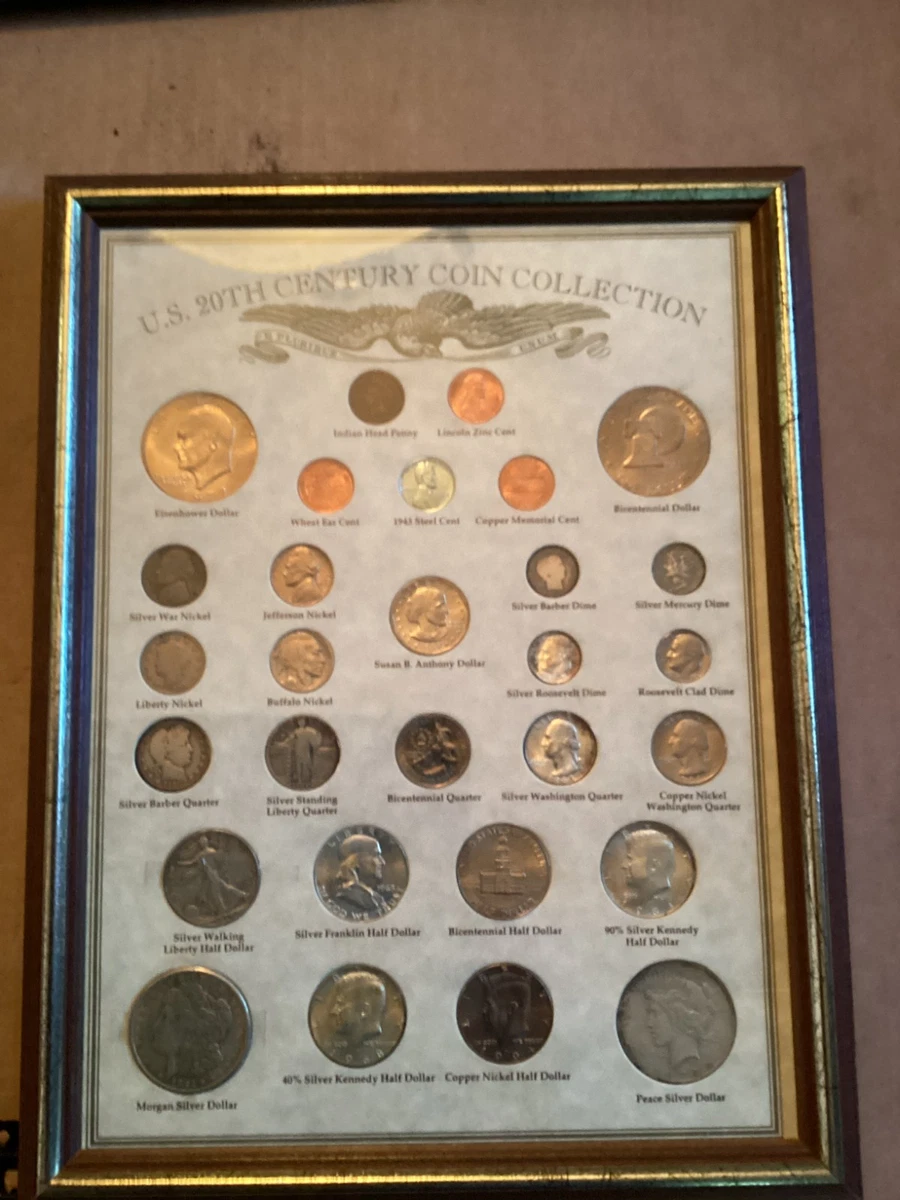 U.S. 20TH CENTURY COIN COLLECTION
E PLURIBUS UNUM
Indian Head Penny
Lincoln Zinc Cent
Eisenhower Dollar
Bicentennial Dollar
Wheat Ear Cent
1943 Steel Cent
Copper Memorial Cent
Silver War Nickel
Jefferson Nickel
Susan B. Anthony Dollar
Silver Barber Dime
Silver Mercury Dime
Liberty Nickel
Buffalo Nickel
Silver Roosevelt Dime
Roosevelt Clad Dime
Silver Barber Quarter
Silver Standing
Liberty Quarter
Bicentennial Quarter
Silver Washington Quarter
Copper Nickel
Washington Quarter
Silver Walking
Liberty Half Dollar
Silver Franklin Half Dollar
Bicentennial Half Dollar
90% Silver Kennedy
Half Dollar
Morgan Silver Dollar
40% Silver Kennedy Half Dollar
Copper Nickel Half Dollar
Peace Silver Dollar